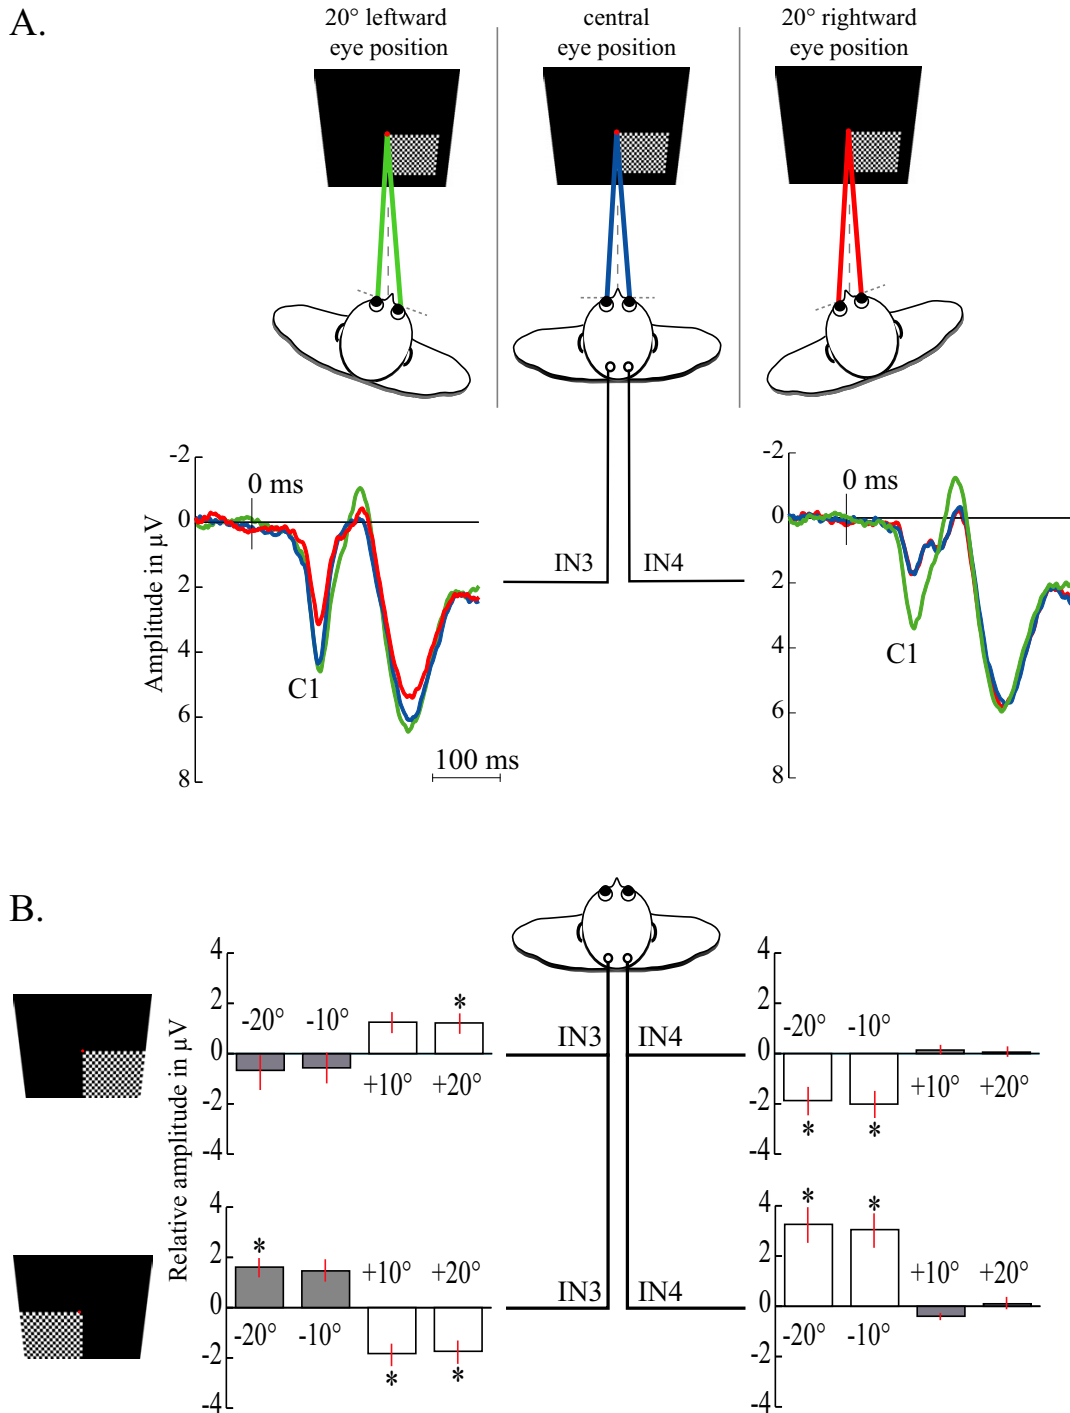 A.
20° leftward
eye position
central
eye position
20° rightward
eye position
-2
0
2
4
6
8
Amplitude in µV
0 ms
C1
100 ms
IN3
IN4
-2
0
2
4
6
8
0 ms
C1
B.
Relative amplitude in µV
4
2
0
-2
-4
-20°
-10°
+10°
+20°
*
IN3
IN4
4
2
0
-2
-4
-20°
-10°
+10°
+20°
*
*
4
2
0
-2
-4
*
-20°
-10°
+10°
+20°
*
*
IN3
IN4
4
2
0
-2
-4
*
*
-20°
-10°
+10°
+20°